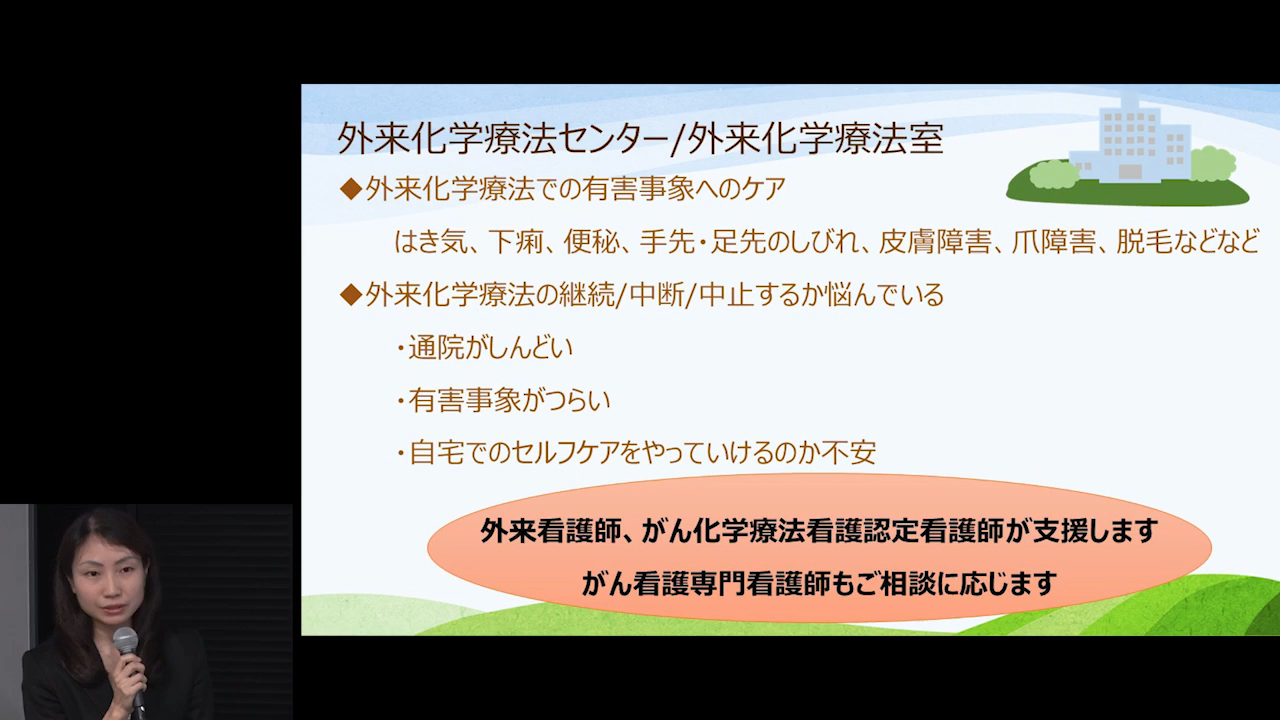 外来化学療法センター/外来化学療法室
◆外来化学療法での有害事象へのケア
はき気、下痢、便秘、手先・足先のしびれ、皮膚障害、爪障害、脱毛などなど
◆外来化学療法の継続/中断/中止するか悩んでいる
・通院がしんどい
・有害事象がつらい
・自宅でのセルフケアをやっていけるのか不安
外来看護師、がん化学療法看護認定看護師が支援します
がん看護専門看護師もご相談に応じます